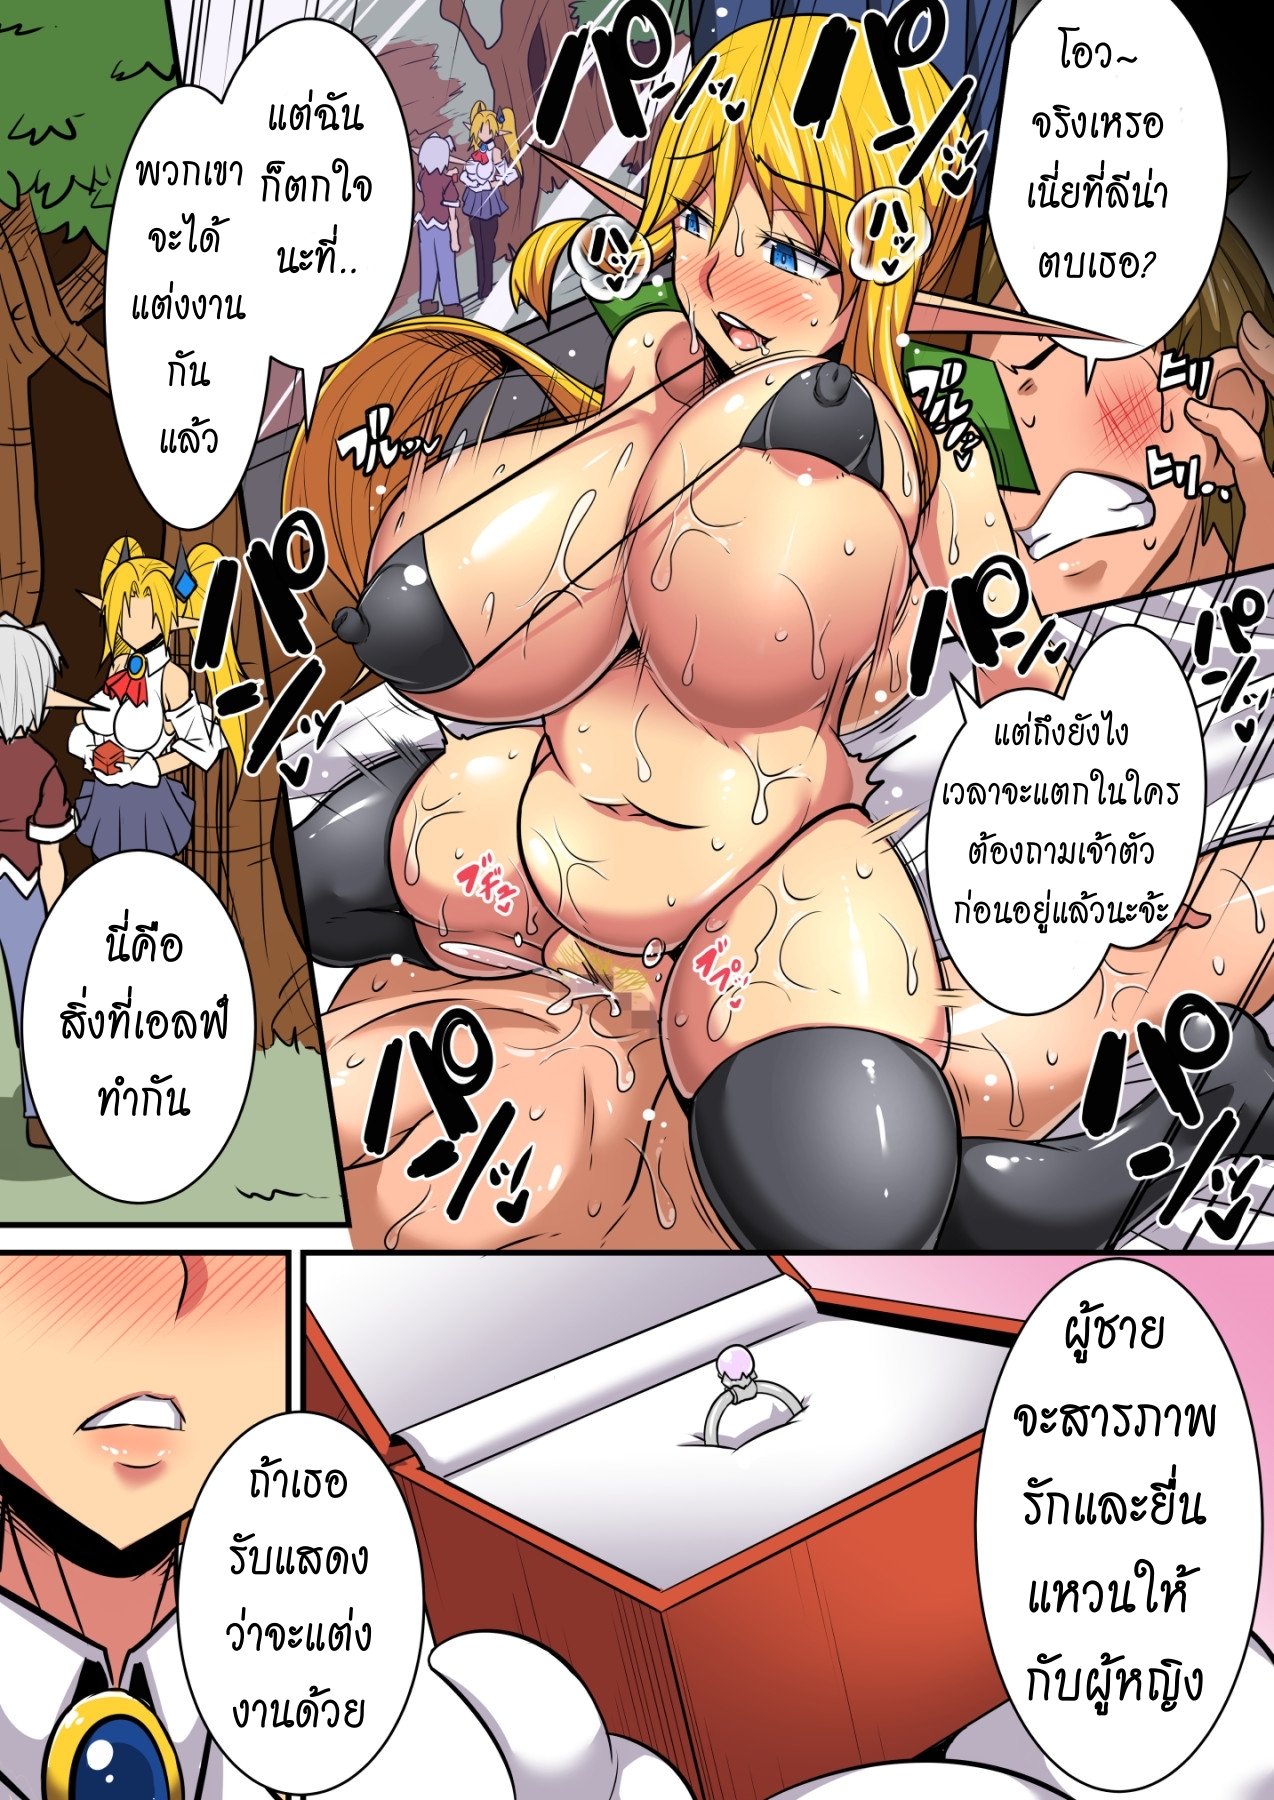 โอว~
จริงเหรอ
เนี่ยที่ลีน่า
ตบเธอ?
แต่ฉัน
ก็ตกใจ
นะที่..
พวกเขา
จะได้
แต่งงาน
กัน
แล้ว
แต่ถึงยังไง
เวลาจะแตกในใคร
ต้องถามเจ้าตัว
ก่อนอยู่แล้วนะจ้ะ
นี่คือ
สิ่งที่เอลฟ์
ทำกัน
ผู้ชาย
จะสารภาพ
รักและยื่น
แหวนให้
กับผู้หญิง
ถ้าเธอ
รับแสดง
ว่าจะแต่ง
งานด้วย